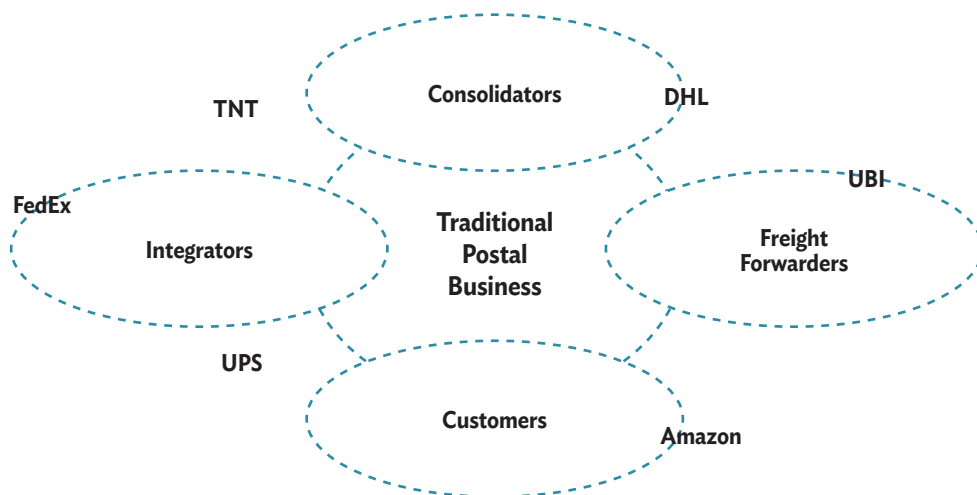 Consolidators
DHL
TNT
UBI
FedEx
Traditional
Postal
Business
Integrators
Freight
Forwarders
UPS
Customers
Amazon